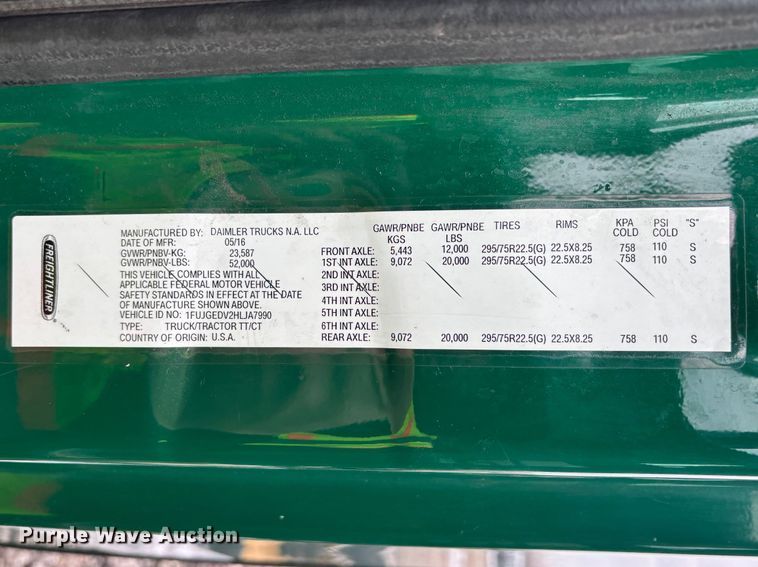 FREIGHTLINER
MANUFACTURED BY: DAIMLER TRUCKS N.A. LLC
DATE OF MFR: 05/16
GVWR/PNBV-KG: 23,587
GVWR/PNBV-LBS: 52,000
THIS VEHICLE COMPLIES WITH ALL
APPLICABLE FEDERAL MOTOR VEHICLE
SAFETY STANDARDS IN EFFECT AT THE DATE
OF MANUFACTURE SHOWN ABOVE.
VEHICLE ID NO: 1FUJGEDV2HLJA7990
TYPE: TRUCK/TRACTOR TT/CT
COUNTRY OF ORIGIN: U.S.A.
GAWR/PNBE GAWR/PNBE TIRES RIMS KPA PSI "S"
KGS LBS COLD COLD
FRONT AXLE: 5,443 12,000 295/75R22.5(G) 22.5X8.25 758 110 S
1ST INT AXLE: 9,072 20,000 295/75R22.5(G) 22.5X8.25 758 110 S
2ND INT AXLE:
3RD INT AXLE:
4TH INT AXLE:
5TH INT AXLE:
6TH INT AXLE:
REAR AXLE: 9,072 20,000 295/75R22.5(G) 22.5X8.25 758 110 S
Purple Wave Auction